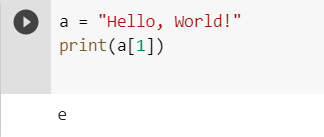 a = "Hello, World!"
print(a[1])
e